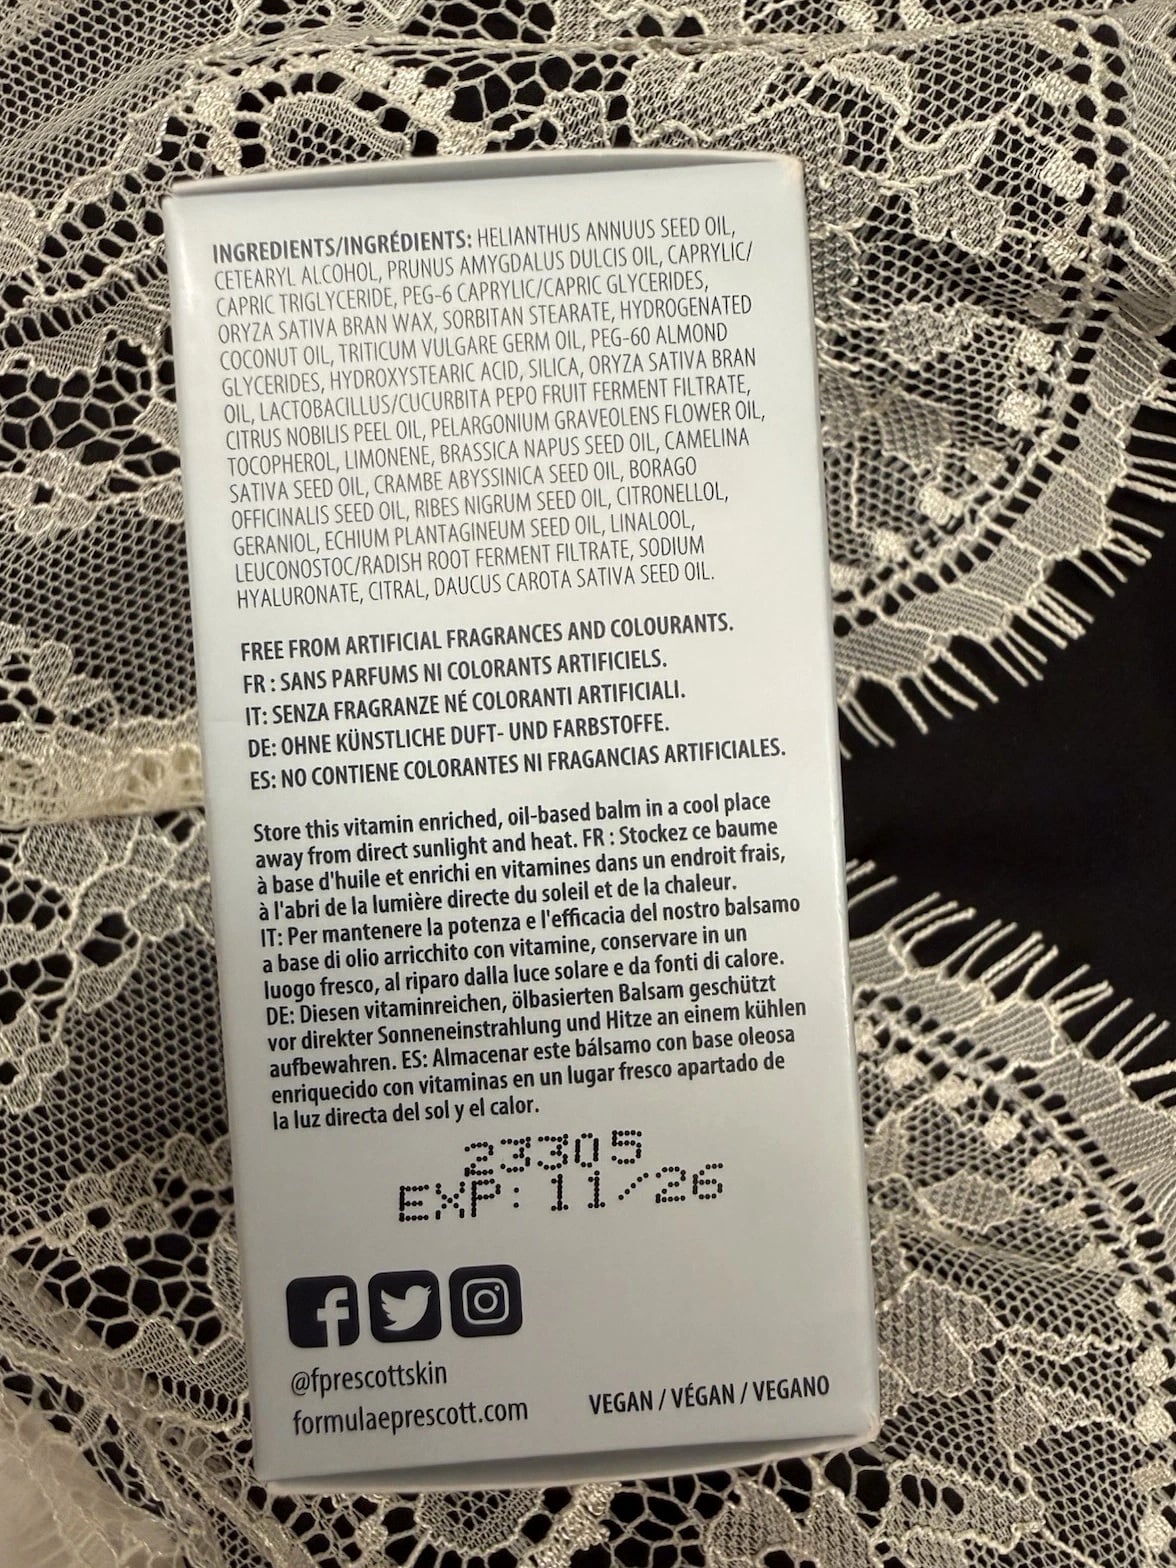 INGREDIENTS/INGRÉDIENTS: HELIANTHUS ANNUUS SEED OIL,
CETEARYL ALCOHOL, PRUNUS AMYGDALUS DULCIS OIL, CAPRYLIC/
CAPRIC TRIGLYCERIDE, PEG-6 CAPRYLIC/CAPRIC GLYCERIDES,
ORYZA SATIVA BRAN WAX, SORBITAN STEARATE, HYDROGENATED
COCONUT OIL, TRITICUM VULGARE GERM OIL, PEG-60 ALMOND
GLYCERIDES, HYDROXYSTEARIC ACID, SILICA, ORYZA SATIVA BRAN
OIL, LACTOBACILLUS/CUCURBITA PEPO FRUIT FERMENT FILTRATE,
CITRUS NOBILIS PEEL OIL, PELARGONIUM GRAVEOLENS FLOWER OIL,
TOCOPHEROL, LIMONENE, BRASSICA NAPUS SEED OIL, CAMELINA
SATIVA SEED OIL, CRAMBE ABYSSINICA SEED OIL, BORAGO
OFFICINALIS SEED OIL, RIBES NIGRUM SEED OIL, CITRONELLOL,
GERANIOL, ECHIUM PLANTAGINEUM SEED OIL, LINALOOL,
LEUCONOSTOC/RADISH ROOT FERMENT FILTRATE, SODIUM
HYALURONATE, CITRAL, DAUCUS CAROTA SATIVA SEED OIL.
FREE FROM ARTIFICIAL FRAGRANCES AND COLOURANTS.
FR : SANS PARFUMS NI COLORANTS ARTIFICIELS.
IT: SENZA FRAGRANZE NÉ COLORANTI ARTIFICIALI.
DE: OHNE KÜNSTLICHE DUFT- UND FARBSTOFFE.
ES: NO CONTIENE COLORANTES NI FRAGANCIAS ARTIFICIALES.
Store this vitamin enriched, oil-based balm in a cool place
away from direct sunlight and heat. FR : Stockez ce baume
à base d'huile et enrichi en vitamines dans un endroit frais,
à l'abri de la lumière directe du soleil et de la chaleur.
IT: Per mantenere la potenza e l'efficacia del nostro balsamo
a base di olio arricchito con vitamine, conservare in un
luogo fresco, al riparo dalla luce solare e da fonti di calore.
DE: Diesen vitaminreichen, ölbasierten Balsam geschützt
vor direkter Sonneneinstrahlung und Hitze an einem kühlen
aufbewahren. ES: Almacenar este bálsamo con base oleosa
enriquecido con vitaminas en un lugar fresco apartado de
la luz directa del sol y el calor.
23305
EXP: 11/26
@fprescottskin
formulaeprescott.com
VEGAN / VÉGAN / VEGANO